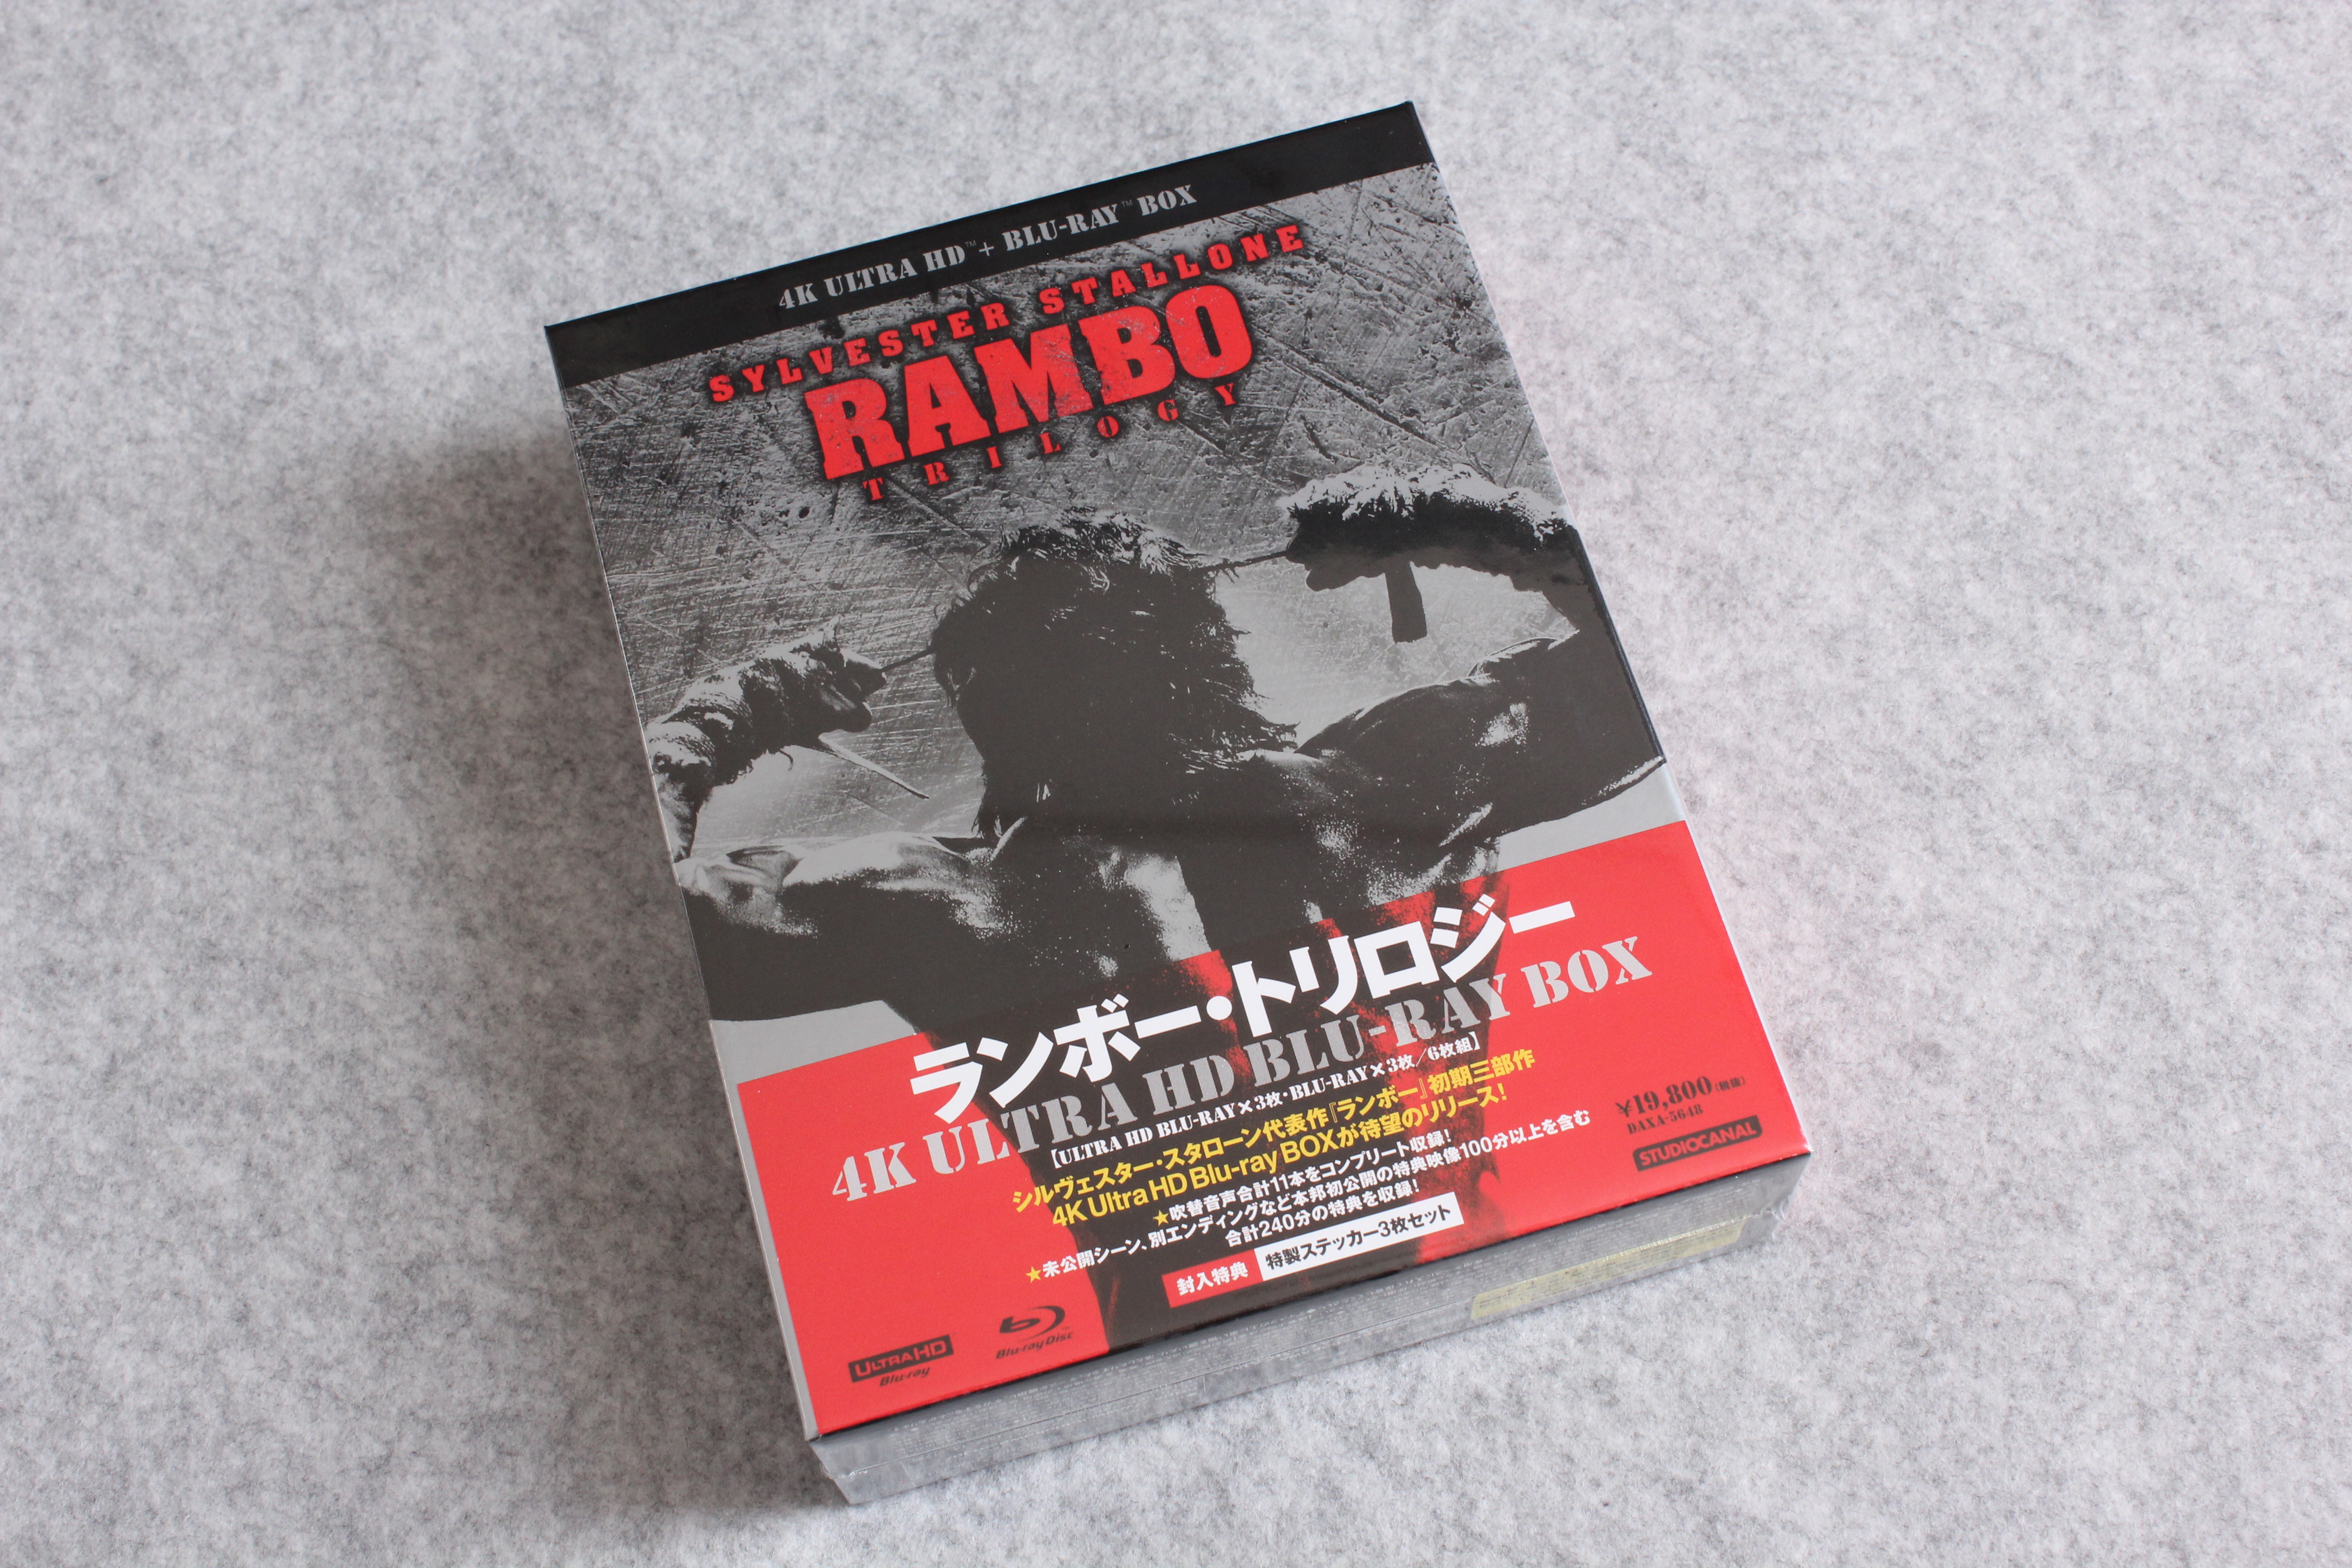 4K ULTRA HD™ + BLU-RAY™ BOX
SYLVESTER STALLONE
RAMBO
TRILOGY
ランボー・トリロジー
4K ULTRA HD BLU-RAY BOX
【ULTRA HD BLU-RAY×3枚・BLU-RAY×3枚／6枚組】
シルヴェスター・スタローン代表作『ランボー』初期三部作
4K Ultra HD Blu-ray BOXが待望のリリース!
★吹替音声合計11本をコンプリート収録!
★未公開シーン、別エンディングなど本邦初公開の特典映像100分以上を含む
合計240分の特典を収録!
封入特典 特製ステッカー3枚セット
¥19,800(税抜)
DAXA-5648
STUDIOCANAL
ULTRA HD
Blu-ray
Blu-ray Disc™